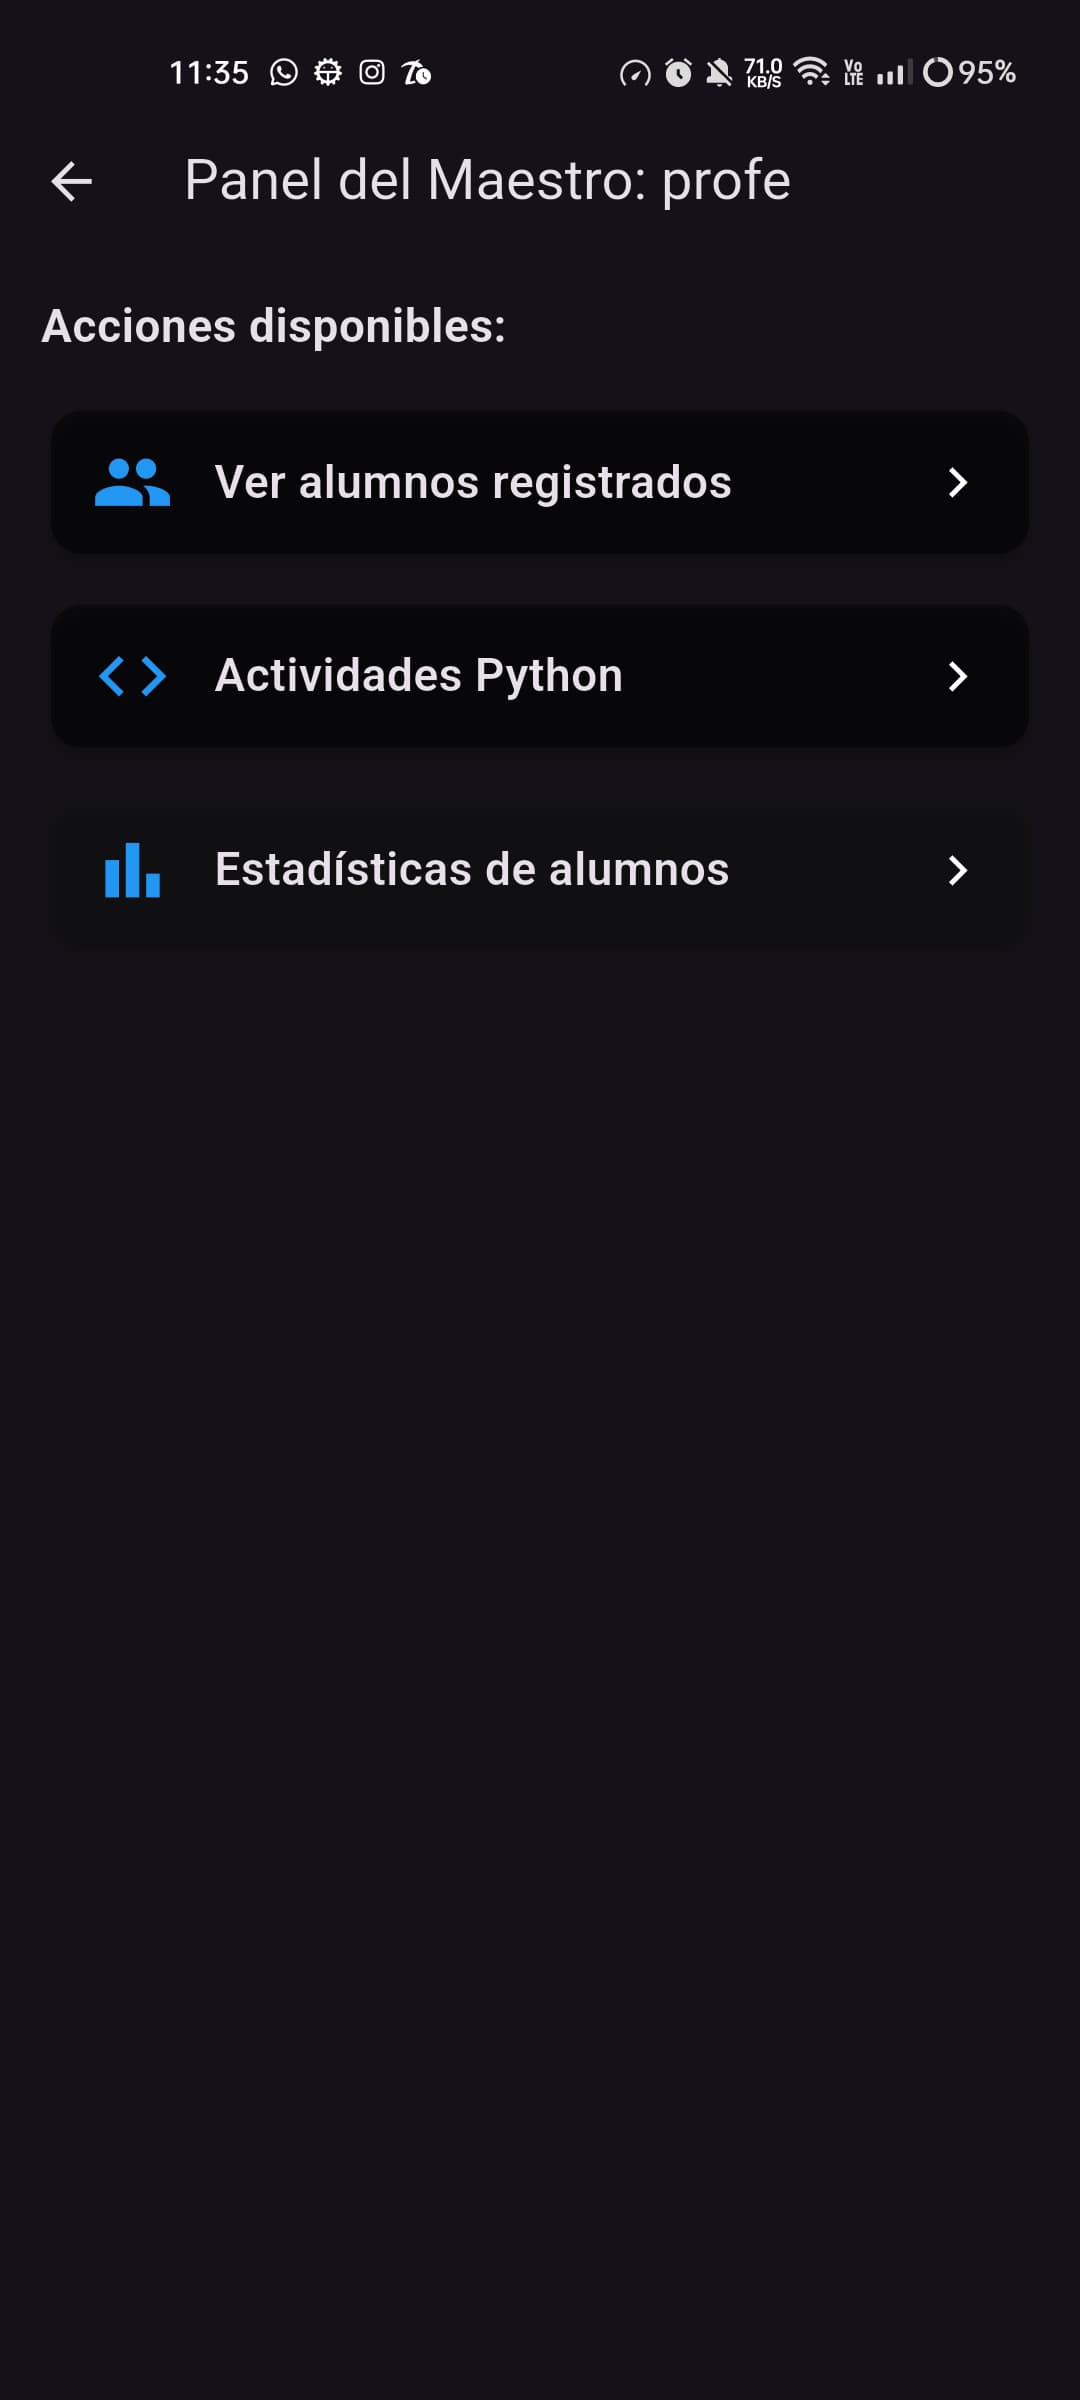 11:35 71.0 KB/S Vo LTE 95%
Panel del Maestro: profe
Acciones disponibles:
Ver alumnos registrados
Actividades Python
Estadísticas de alumnos